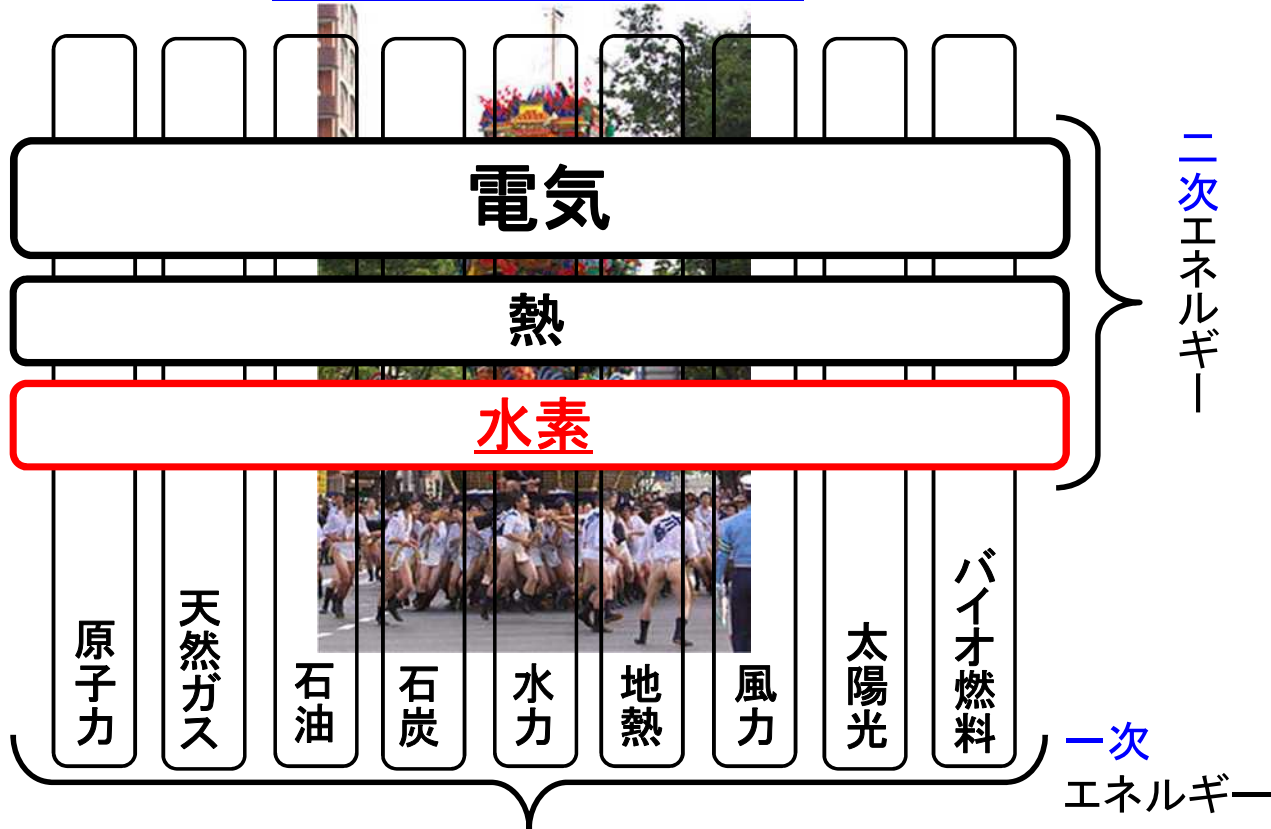 電気
熱
水素
二次エネルギー
原子力
天然ガス
石油
石炭
水力
地熱
風力
太陽光
バイオ燃料
一次
エネルギー